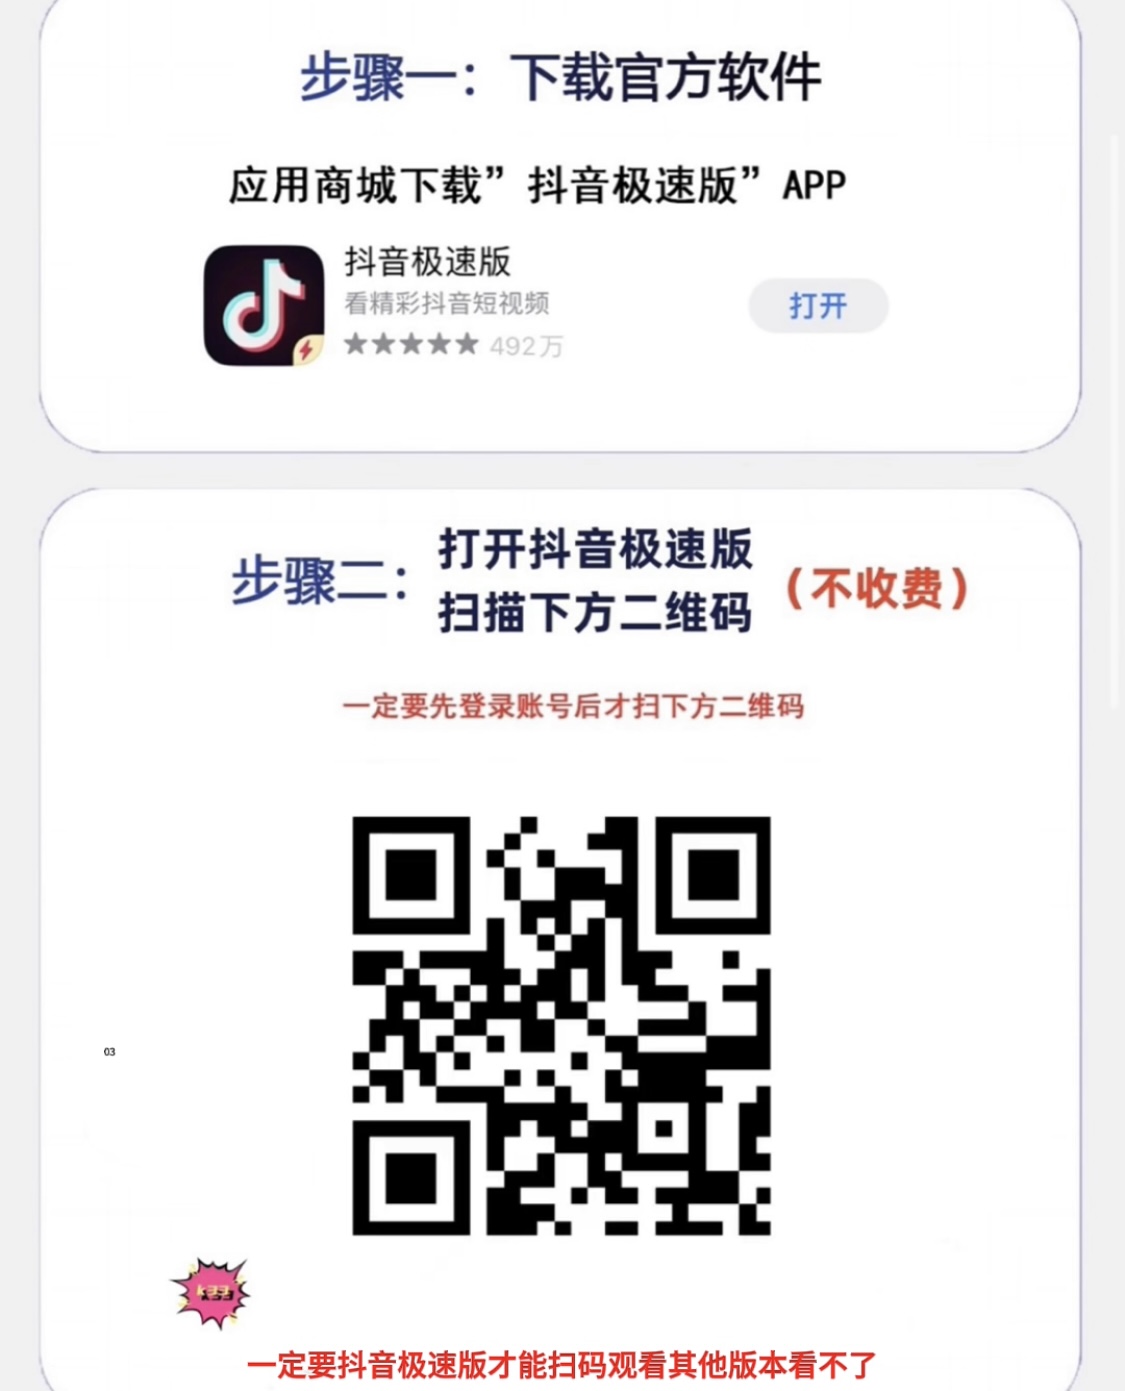 步骤一：下载官方软件
应用商城下载”抖音极速版”APP
抖音极速版
看精彩抖音短视频
打开
★★★★★ 492万
步骤二：
打开抖音极速版
扫描下方二维码
（不收费）
一定要先登录账号后才扫下方二维码
03
k33
一定要抖音极速版才能扫码观看其他版本看不了